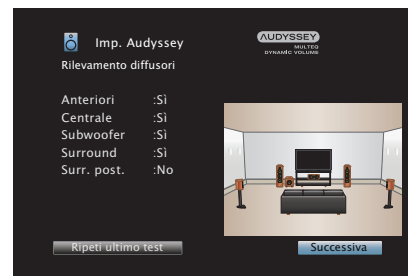 Imp. Audyssey
AUDYSSEY
MULTEQ
DYNAMIC VOLUME
Rilevamento diffusori
Anteriori :Sì
Centrale :Sì
Subwoofer :Sì
Surround :Sì
Surr. post. :No
Ripeti ultimo test
Successiva